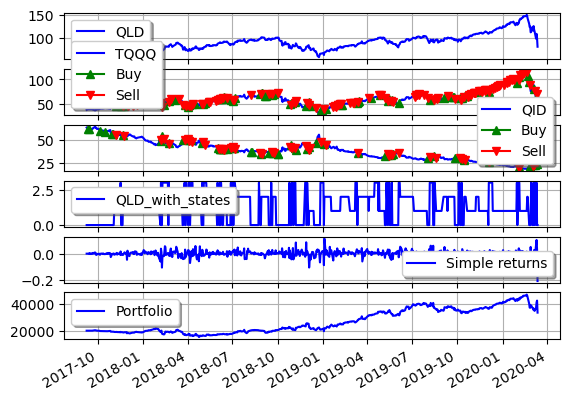 150
100
QLD
100
50
TQQQ
Buy
Sell
50
25
QID
Buy
Sell
2.5
0.0
QLD_with_states
0.0
−0.2
Simple returns
40000
20000
Portfolio
2017-10
2018-01
2018-04
2018-07
2018-10
2019-01
2019-04
2019-07
2019-10
2020-01
2020-04